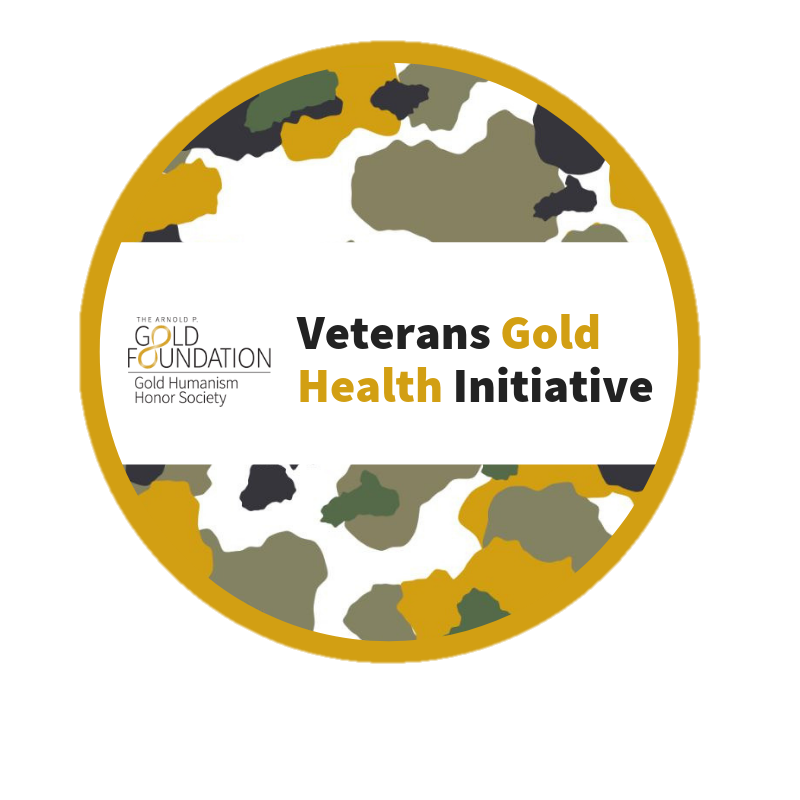 THE ARNOLD P.
GOLD
FOUNDATION
Gold Humanism
Honor Society
Veterans Gold
Health Initiative